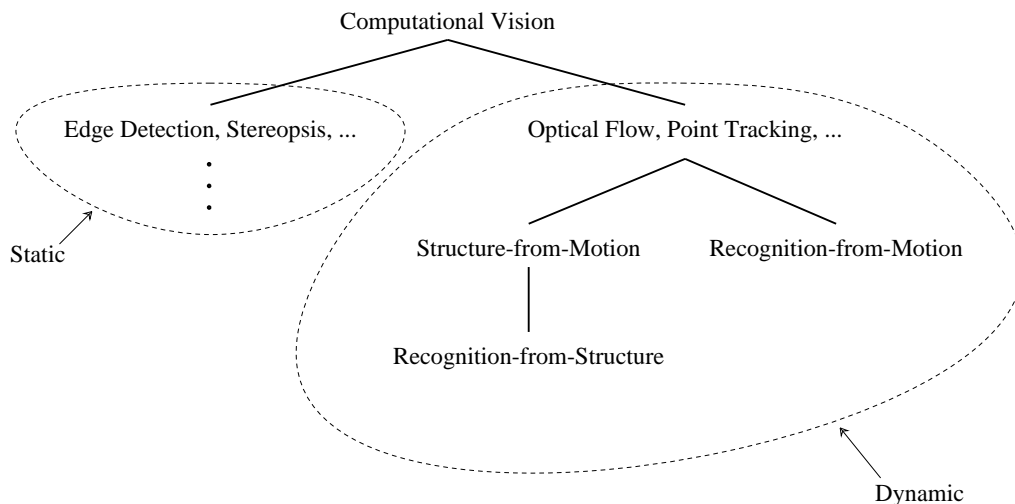 Computational Vision
Edge Detection, Stereopsis, ...
Optical Flow, Point Tracking, ...
Static
Structure-from-Motion
Recognition-from-Motion
Recognition-from-Structure
Dynamic